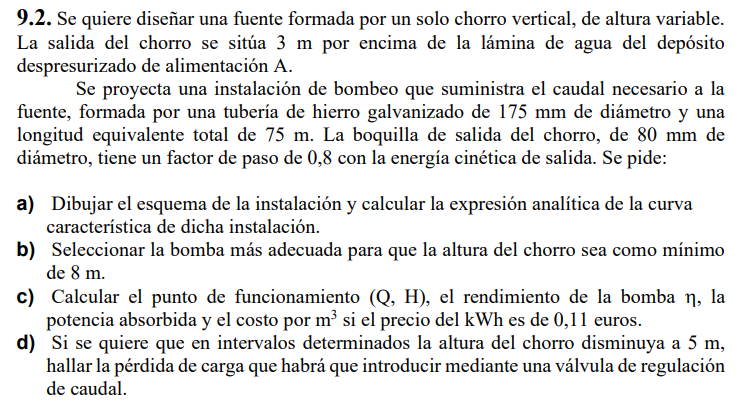 9.2. Se quiere diseñar una fuente formada por un solo chorro vertical, de altura variable.
La salida del chorro se sitúa 3 m por encima de la lámina de agua del depósito
despresurizado de alimentación A.
Se proyecta una instalación de bombeo que suministra el caudal necesario a la
fuente, formada por una tubería de hierro galvanizado de 175 mm de diámetro y una
longitud equivalente total de 75 m. La boquilla de salida del chorro, de 80 mm de
diámetro, tiene un factor de paso de 0,8 con la energía cinética de salida. Se pide:
a) Dibujar el esquema de la instalación y calcular la expresión analítica de la curva
característica de dicha instalación.
b) Seleccionar la bomba más adecuada para que la altura del chorro sea como mínimo
de 8 m.
c) Calcular el punto de funcionamiento (Q, H), el rendimiento de la bomba η, la
potencia absorbida y el costo por m³ si el precio del kWh es de 0,11 euros.
d) Si se quiere que en intervalos determinados la altura del chorro disminuya a 5 m,
hallar la pérdida de carga que habrá que introducir mediante una válvula de regulación
de caudal.